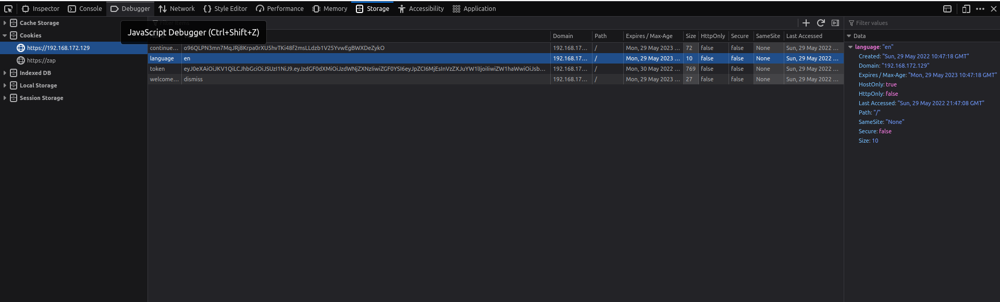 Inspector Console Debugger Network Style Editor Performance Memory Storage Accessibility Application
Cache Storage
Cookies
https://192.168.172.129
https://zap
Indexed DB
Local Storage
Session Storage
Filter items
JavaScript Debugger (Ctrl+Shift+Z)
Domain Path Expires / Max-Age Size HttpOnly Secure SameSite Last Accessed
continue... o96QLPN3mn7MqJRj8Krpa0rXU5hvTKi48f2msLLdzb1V25YvwEgBWXDeZykO 192.168.17... / Mon, 29 May 2023 ... 72 false false None Sun, 29 May 2022 ...
language en 192.168.17... / Mon, 29 May 2023 ... 10 false false None Sun, 29 May 2022 ...
token eyJ0eXAiOiJKV1QiLCJhbGciOiJSUzI1NiJ9.eyJzdGF0dXMiOiJzdWNjZXNzIiwiZGF0YSI6eyJpZCI6MjEsInVzZXJuYW1lIjoiIiwiZW1haWwiOiJsb... 192.168.17... / Mon, 30 May 2022 ... 769 false false None Sun, 29 May 2022 ...
welcome... dismiss 192.168.17... / Mon, 29 May 2023 ... 27 false false None Sun, 29 May 2022 ...
Filter values
Data
language: "en"
Created: "Sun, 29 May 2022 10:47:18 GMT"
Domain: "192.168.172.129"
Expires / Max-Age: "Mon, 29 May 2023 10:47:18 GMT"
HostOnly: true
HttpOnly: false
Last Accessed: "Sun, 29 May 2022 21:47:08 GMT"
Path: "/"
SameSite: "None"
Secure: false
Size: 10